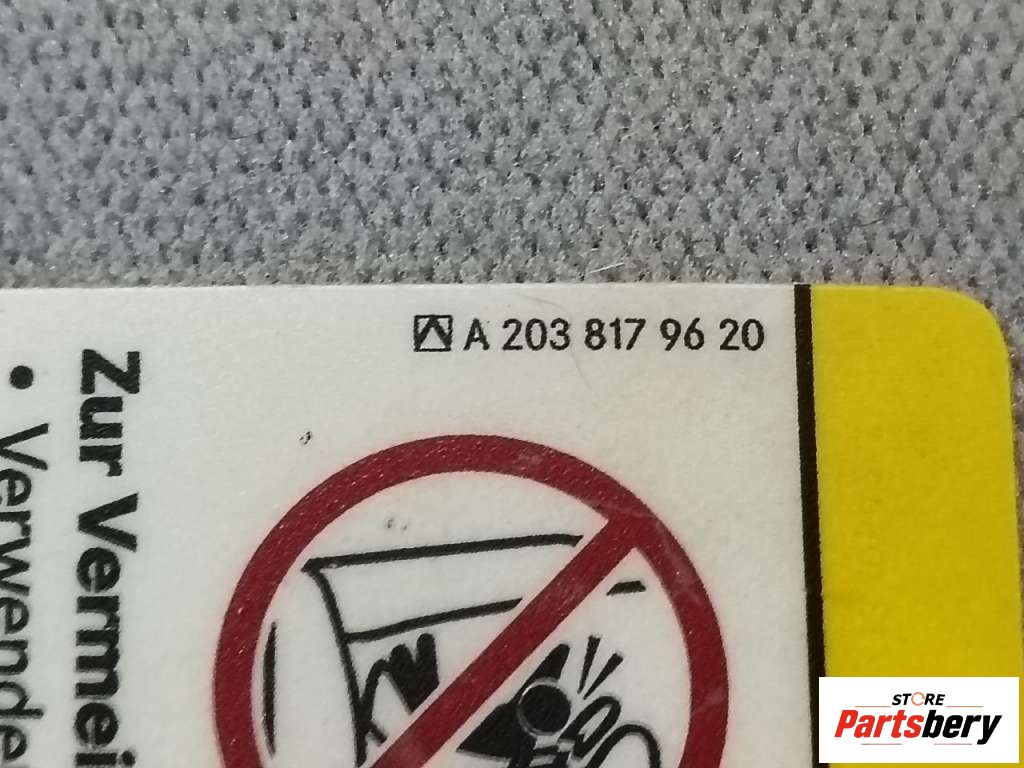 A 203 817 96 20
Zur Vermei
• Verwende
STORE
Partsbery